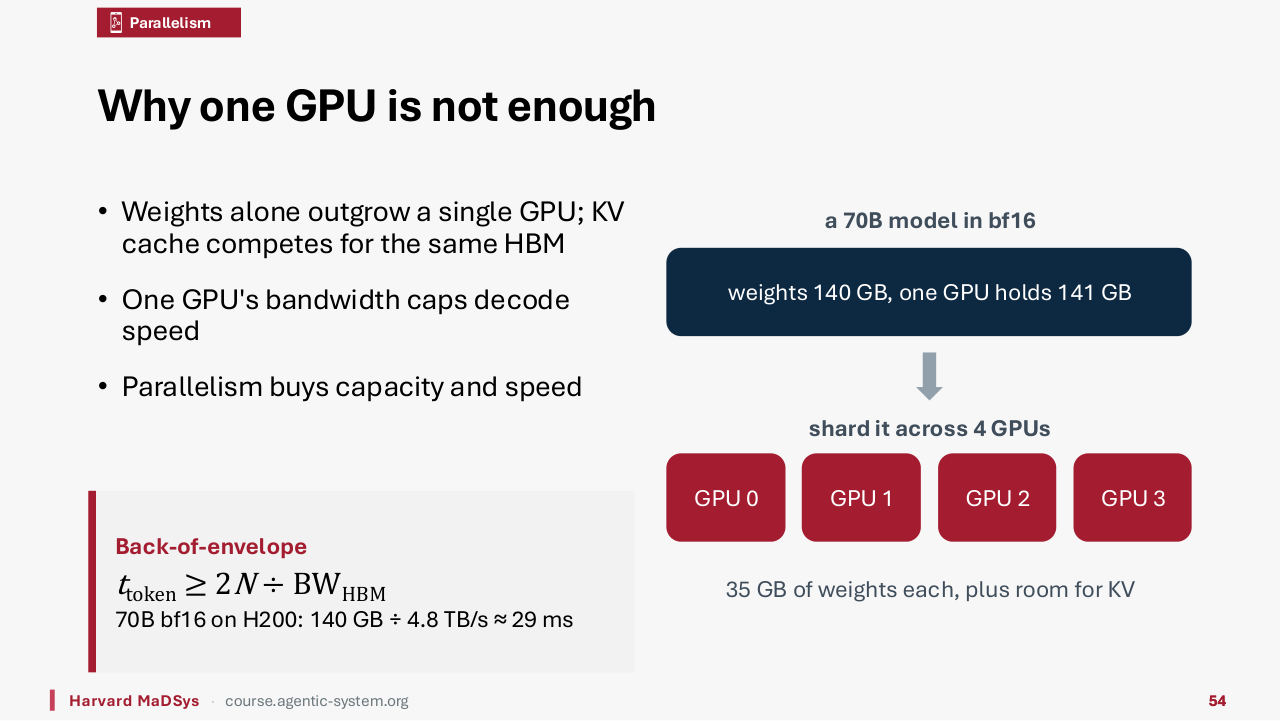 Parallelism
Why one GPU is not enough
• Weights alone outgrow a single GPU; KV
cache competes for the same HBM
• One GPU's bandwidth caps decode
speed
• Parallelism buys capacity and speed
Back-of-envelope
t_token ≥ 2N ÷ BW_HBM
70B bf16 on H200: 140 GB ÷ 4.8 TB/s ≈ 29 ms
a 70B model in bf16
weights 140 GB, one GPU holds 141 GB
shard it across 4 GPUs
GPU 0 GPU 1 GPU 2 GPU 3
35 GB of weights each, plus room for KV
Harvard MaDSys · course.agentic-system.org
54